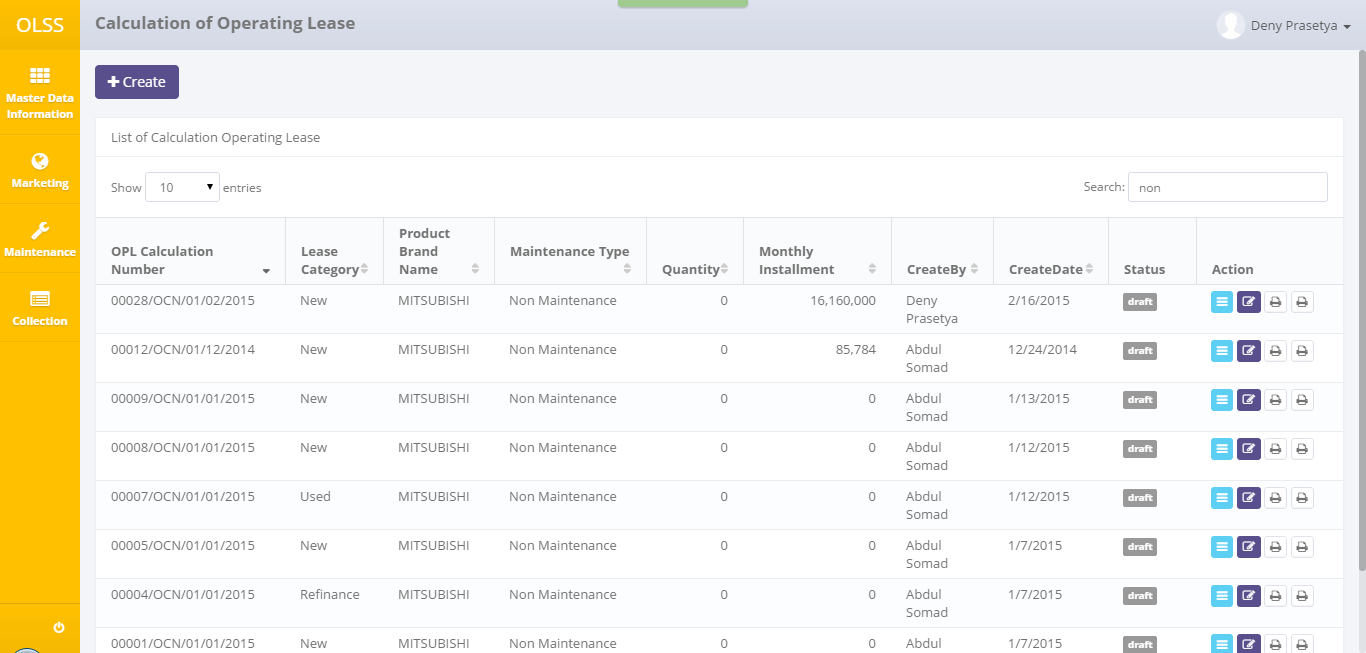 OLSS
Calculation of Operating Lease
Deny Prasetya
Master Data
Information
Marketing
Maintenance
Collection
Create
List of Calculation Operating Lease
Show 10 entries
Search: non
OPL Calculation
Number
Lease
Category
Product
Brand
Name
Maintenance Type
Quantity
Monthly
Installment
CreateBy
CreateDate
Status
Action
00028/OCN/01/02/2015 New MITSUBISHI Non Maintenance 0 16,160,000 Deny 2/16/2015 draft
Prasetya
00012/OCN/01/12/2014 New MITSUBISHI Non Maintenance 0 85,784 Abdul 12/24/2014 draft
Somad
00009/OCN/01/01/2015 New MITSUBISHI Non Maintenance 0 0 Abdul 1/13/2015 draft
Somad
00008/OCN/01/01/2015 New MITSUBISHI Non Maintenance 0 0 Abdul 1/12/2015 draft
Somad
00007/OCN/01/01/2015 Used MITSUBISHI Non Maintenance 0 0 Abdul 1/12/2015 draft
Somad
00005/OCN/01/01/2015 New MITSUBISHI Non Maintenance 0 0 Abdul 1/7/2015 draft
Somad
00004/OCN/01/01/2015 Refinance MITSUBISHI Non Maintenance 0 0 Abdul 1/7/2015 draft
Somad
00001/OCN/01/01/2015 New MITSUBISHI Non Maintenance 0 0 Abdul 1/7/2015 draft